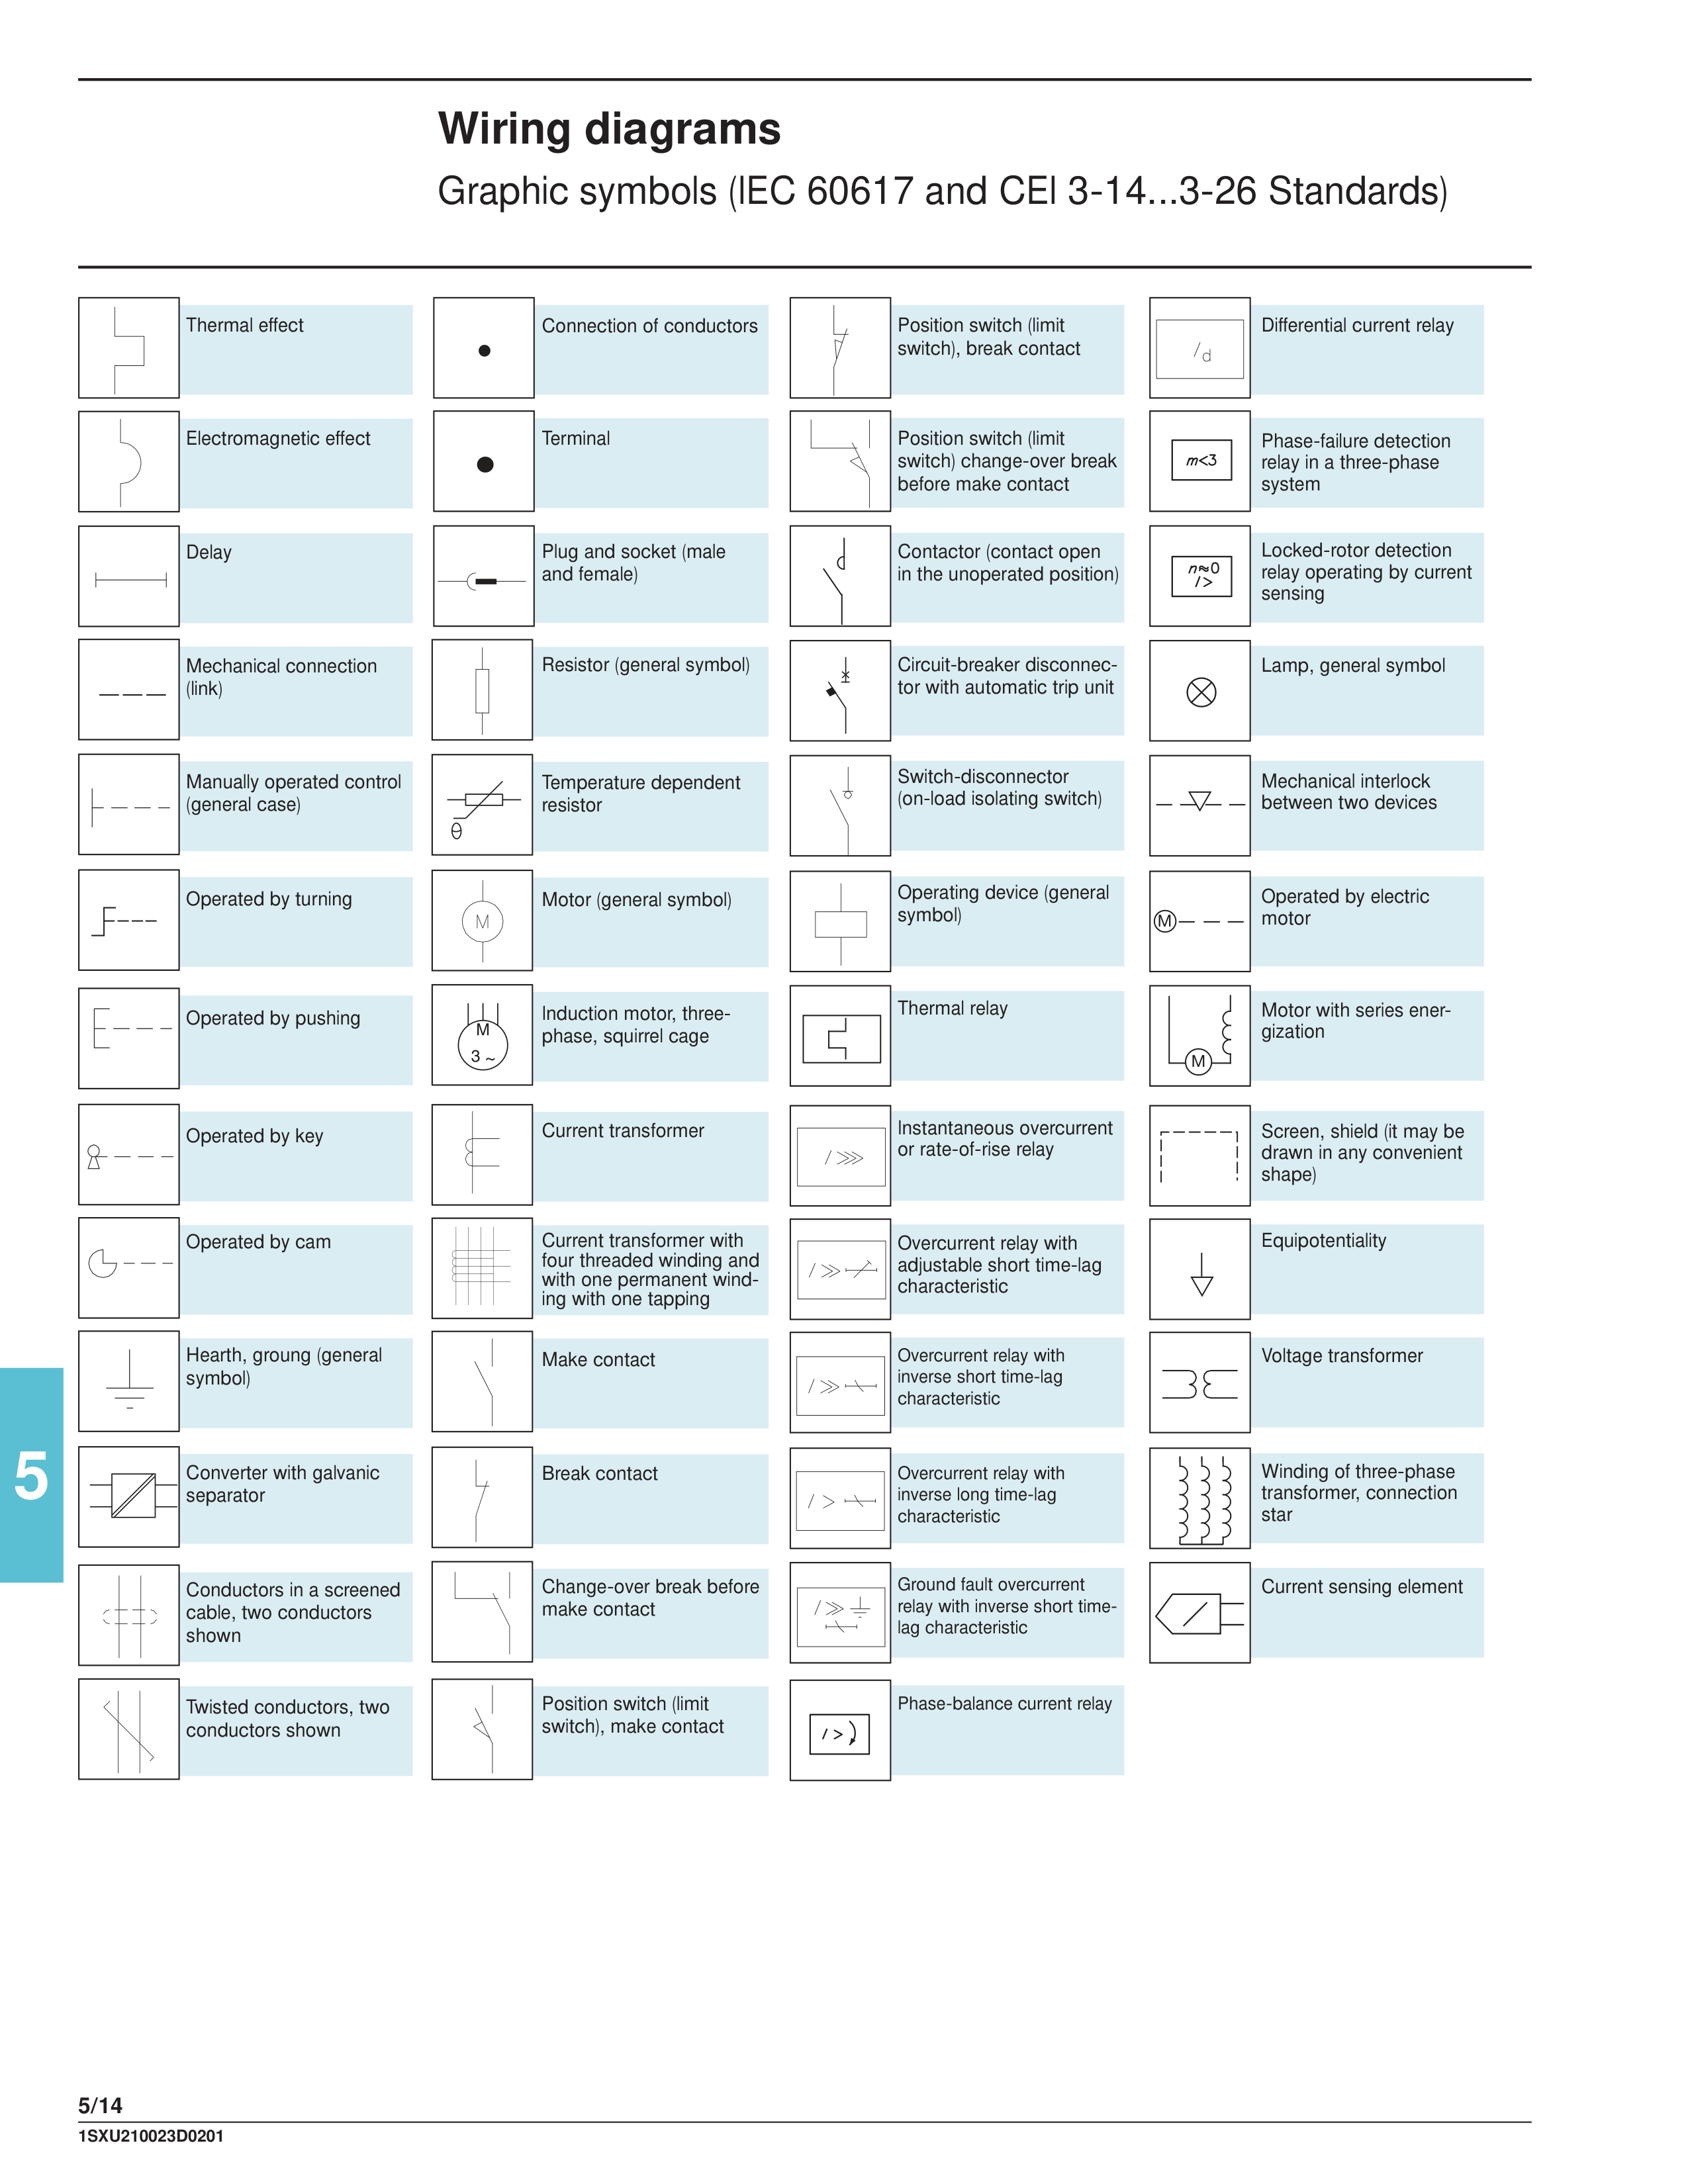 Wiring diagrams
Graphic symbols (IEC 60617 and CEI 3-14...3-26 Standards)
Thermal effect
Electromagnetic effect
Delay
Mechanical connection
(link)
Manually operated control
(general case)
Operated by turning
Operated by pushing
Operated by key
Operated by cam
Hearth, groung (general
symbol)
Converter with galvanic
separator
Conductors in a screened
cable, two conductors
shown
Twisted conductors, two
conductors shown
Connection of conductors
Terminal
Plug and socket (male
and female)
Resistor (general symbol)
θ
Temperature dependent
resistor
M
Motor (general symbol)
M
3 ~
Induction motor, three-
phase, squirrel cage
Current transformer
Current transformer with
four threaded winding and
with one permanent wind-
ing with one tapping
Make contact
Break contact
Change-over break before
make contact
Position switch (limit
switch), make contact
Position switch (limit
switch), break contact
Position switch (limit
switch) change-over break
before make contact
Contactor (contact open
in the unoperated position)
Circuit-breaker disconnec-
tor with automatic trip unit
Switch-disconnector
(on-load isolating switch)
Operating device (general
symbol)
Thermal relay
I >>>
Instantaneous overcurrent
or rate-of-rise relay
I >>
Overcurrent relay with
adjustable short time-lag
characteristic
I >>
Overcurrent relay with
inverse short time-lag
characteristic
I >
Overcurrent relay with
inverse long time-lag
characteristic
I >>
Ground fault overcurrent
relay with inverse short time-
lag characteristic
I >
Phase-balance current relay
I d
Differential current relay
m<3
Phase-failure detection
relay in a three-phase
system
n≈0
I >
Locked-rotor detection
relay operating by current
sensing
Lamp, general symbol
Mechanical interlock
between two devices
M
Operated by electric
motor
M
Motor with series ener-
gization
Screen, shield (it may be
drawn in any convenient
shape)
Equipotentiality
Voltage transformer
Winding of three-phase
transformer, connection
star
Current sensing element
5
5/14
1SXU210023D0201